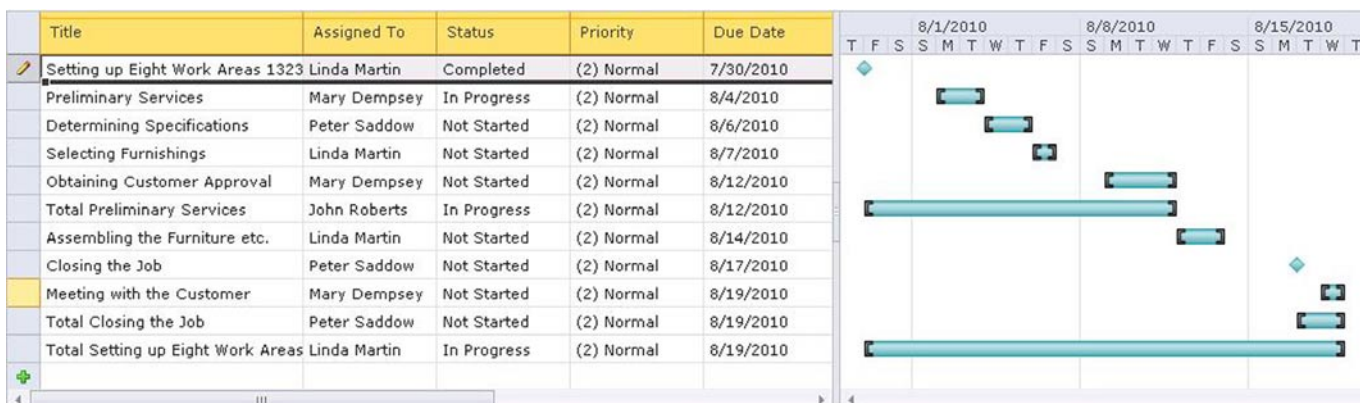 Title Assigned To Status Priority Due Date 8/1/2010 8/8/2010 8/15/2010
T F S S M T W T F S S M T W T F S S M T W T
Setting up Eight Work Areas 1323 Linda Martin Completed (2) Normal 7/30/2010
Preliminary Services Mary Dempsey In Progress (2) Normal 8/4/2010
Determining Specifications Peter Saddow Not Started (2) Normal 8/6/2010
Selecting Furnishings Linda Martin Not Started (2) Normal 8/7/2010
Obtaining Customer Approval Mary Dempsey Not Started (2) Normal 8/12/2010
Total Preliminary Services John Roberts In Progress (2) Normal 8/12/2010
Assembling the Furniture etc. Linda Martin Not Started (2) Normal 8/14/2010
Closing the Job Peter Saddow Not Started (2) Normal 8/17/2010
Meeting with the Customer Mary Dempsey Not Started (2) Normal 8/19/2010
Total Closing the Job Peter Saddow Not Started (2) Normal 8/19/2010
Total Setting up Eight Work Areas Linda Martin In Progress (2) Normal 8/19/2010